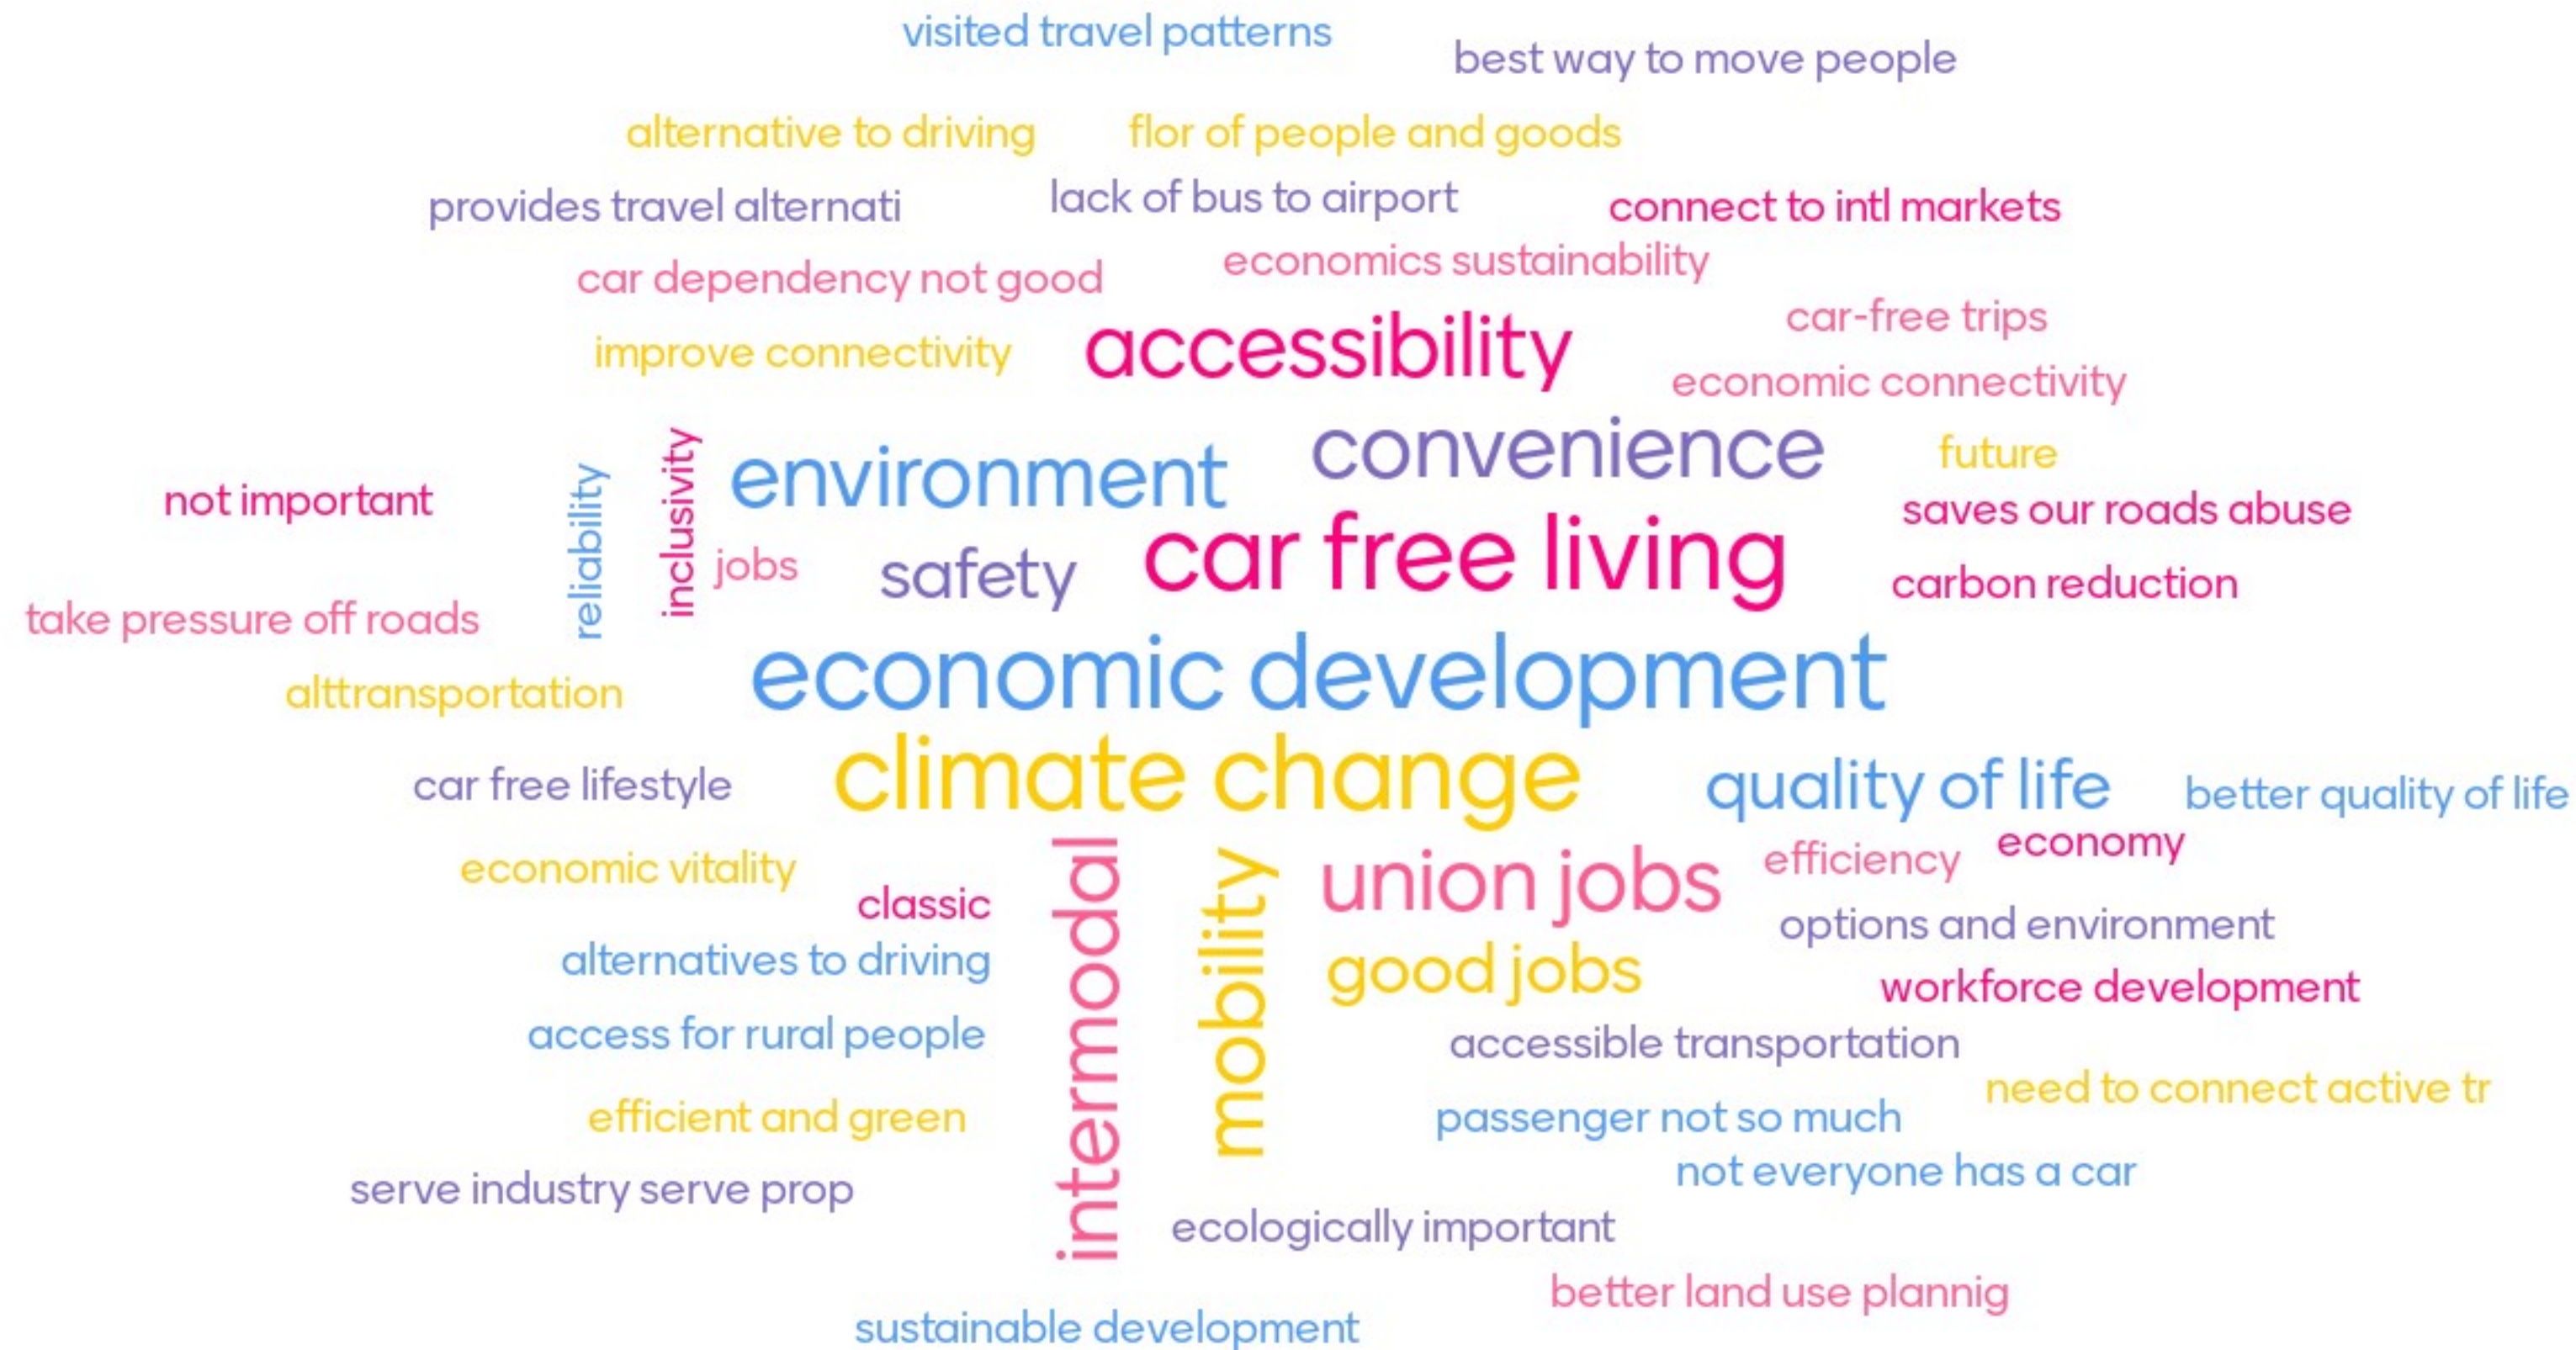 visited travel patterns
best way to move people
alternative to driving
flor of people and goods
provides travel alternati
lack of bus to airport
connect to intl markets
car dependency not good
economics sustainability
car-free trips
improve connectivity
accessibility
economic connectivity
reliability
inclusivity
environment
convenience
future
not important
saves our roads abuse
jobs
safety
car free living
carbon reduction
take pressure off roads
economic development
alttransportation
climate change
car free lifestyle
quality of life
better quality of life
economic vitality
classic
intermodal
mobility
union jobs
efficiency
economy
options and environment
alternatives to driving
good jobs
workforce development
access for rural people
accessible transportation
need to connect active tr
efficient and green
passenger not so much
not everyone has a car
serve industry serve prop
ecologically important
better land use plannig
sustainable development